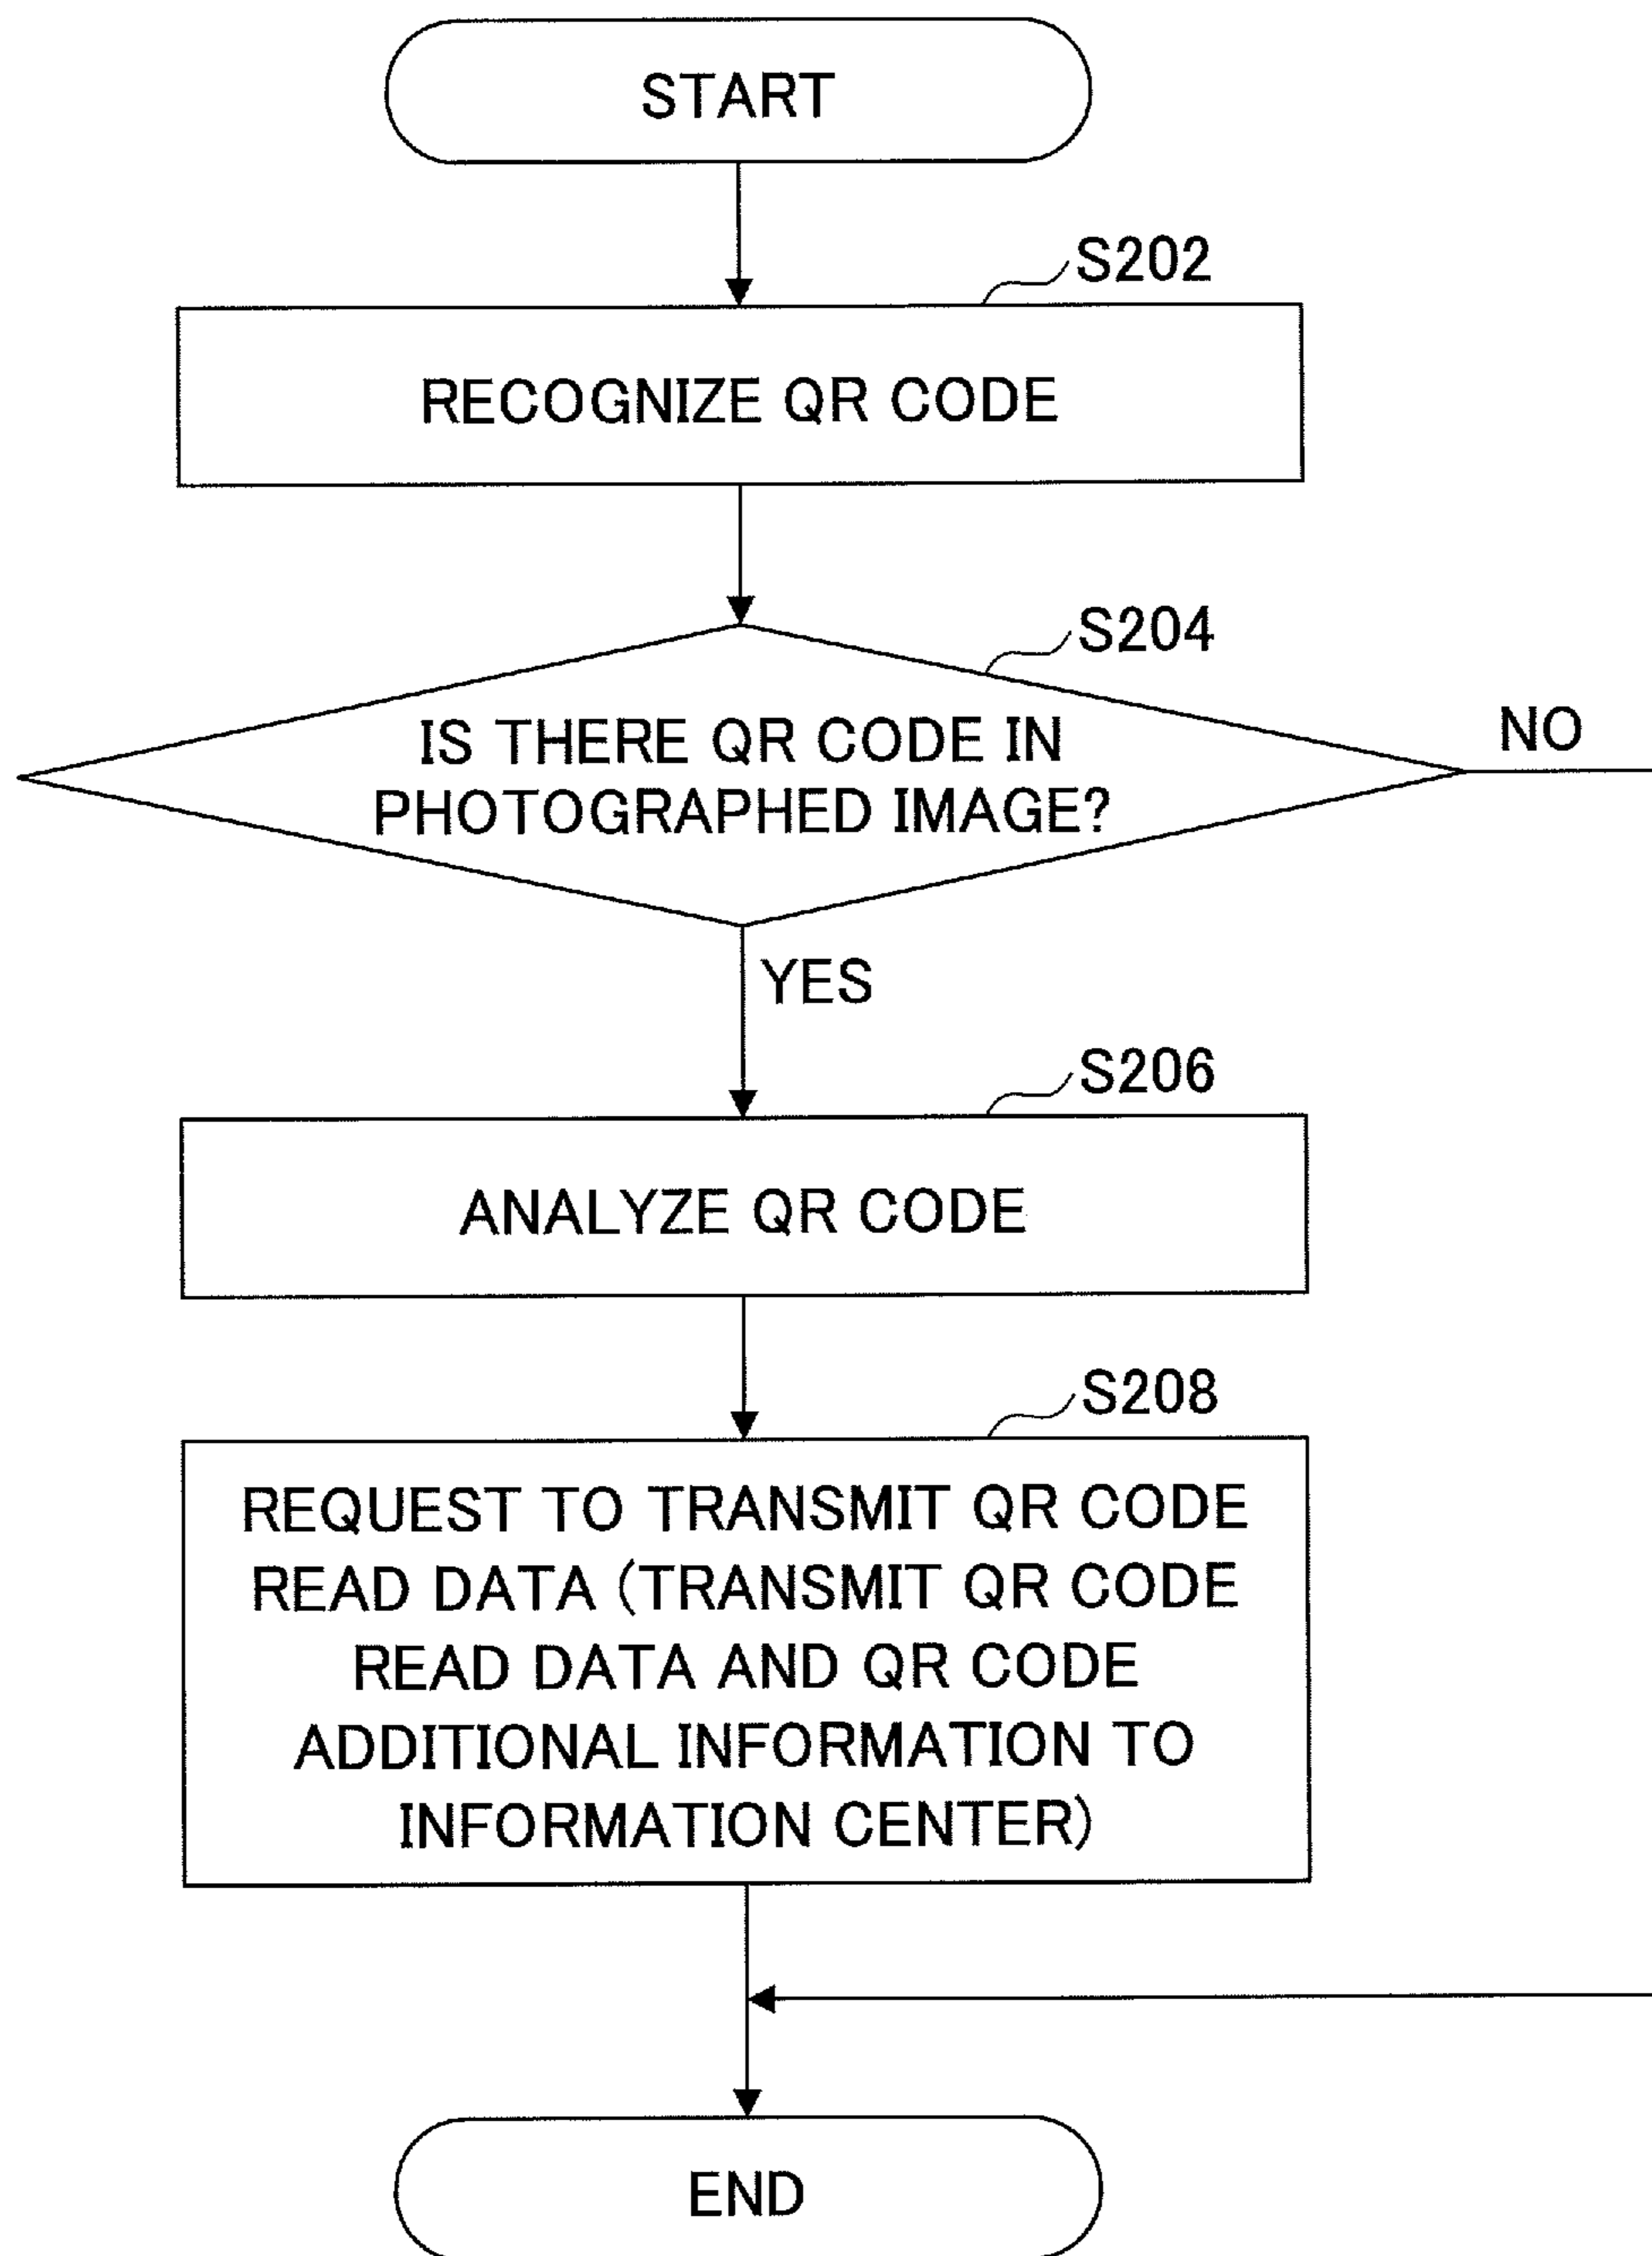 START
S202
RECOGNIZE QR CODE
S204
IS THERE QR CODE IN
PHOTOGRAPHED IMAGE?
NO
YES
S206
ANALYZE QR CODE
S208
REQUEST TO TRANSMIT QR CODE
READ DATA (TRANSMIT QR CODE
READ DATA AND QR CODE
ADDITIONAL INFORMATION TO
INFORMATION CENTER)
END